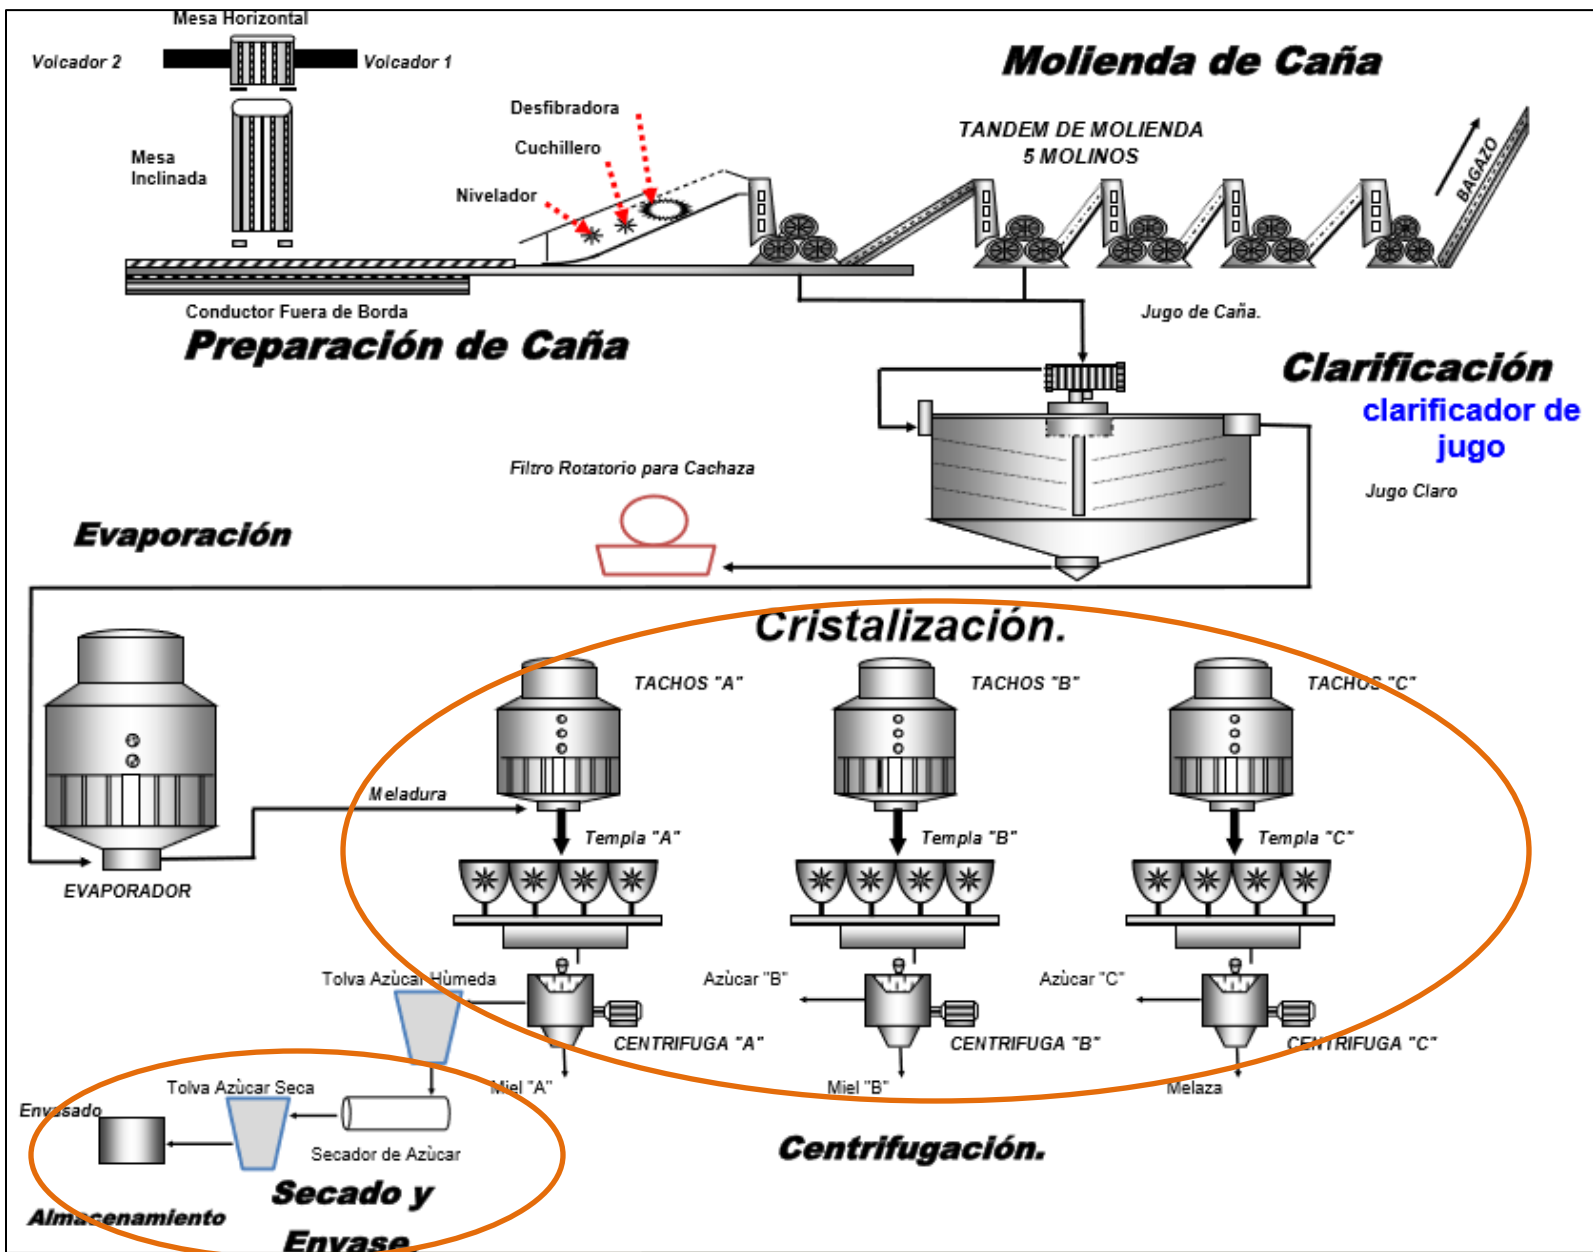 Mesa Horizontal
Volcador 2
Volcador 1
Molienda de Caña
Desfibradora
TANDEM DE MOLIENDA
5 MOLINOS
Cuchillero
Mesa
Inclinada
Nivelador
BAGAZO
Conductor Fuera de Borda
Jugo de Caña.
Preparación de Caña
Clarificación
clarificador de
jugo
Filtro Rotatorio para Cachaza
Jugo Claro
Evaporación
Cristalización.
TACHOS "A"
TACHOS "B"
TACHOS "C"
Meladura
Templa "A"
Templa "B"
Templa "C"
EVAPORADOR
Tolva Azùcar Hùmeda
Azùcar "B"
Azùcar "C"
CENTRIFUGA "A"
CENTRIFUGA "B"
CENTRIFUGA "C"
Tolva Azùcar Seca
Miel "A"
Miel "B"
Melaza
Envasado
Secador de Azùcar
Centrifugación.
Secado y
Envase.
Almacenamiento